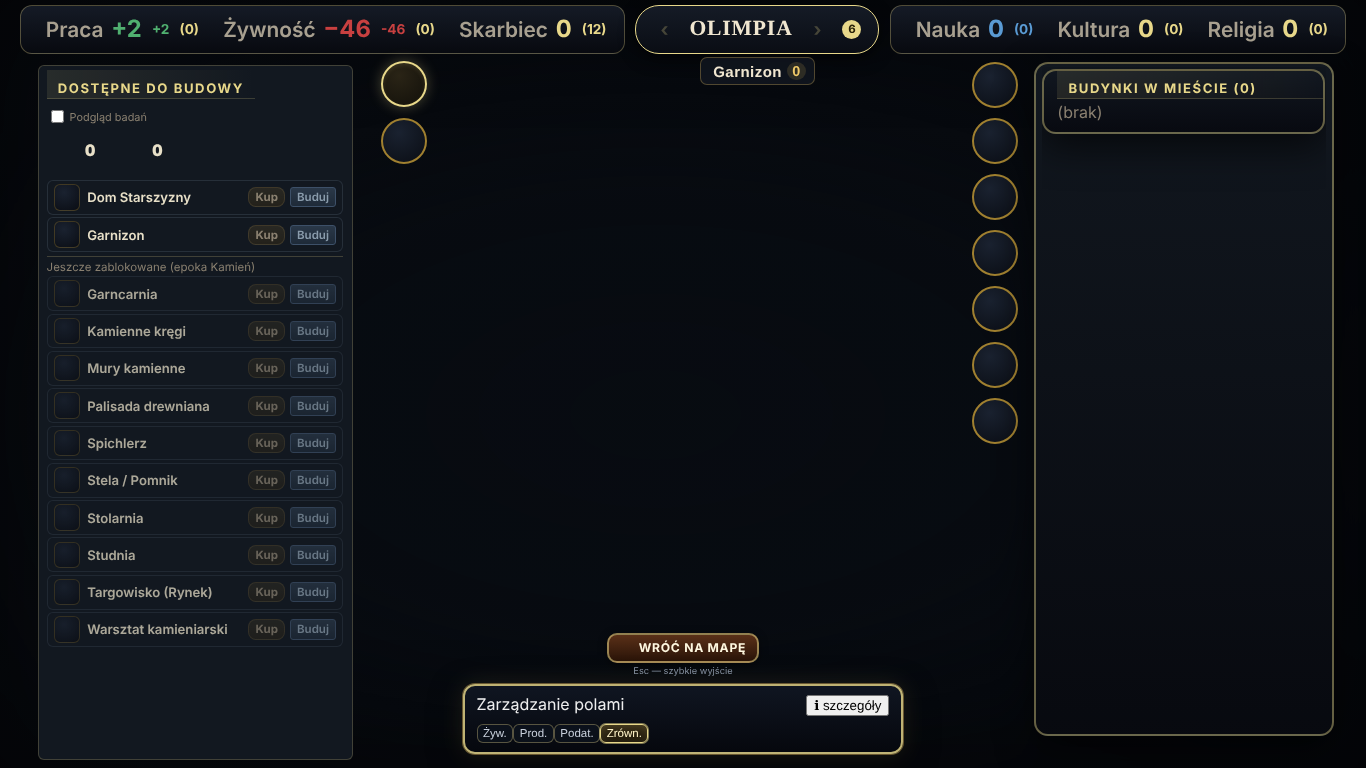 Praca +2 +2 (0) Żywność −46 -46 (0) Skarbiec 0 (12)
‹ OLIMPIA › 6
Nauka 0 (0) Kultura 0 (0) Religia 0 (0)
Garnizon 0
DOSTĘPNE DO BUDOWY
Podgląd badań
0 0
Dom Starszyzny Kup Buduj
Garnizon Kup Buduj
Jeszcze zablokowane (epoka Kamień)
Garncarnia Kup Buduj
Kamienne kręgi Kup Buduj
Mury kamienne Kup Buduj
Palisada drewniana Kup Buduj
Spichlerz Kup Buduj
Stela / Pomnik Kup Buduj
Stolarnia Kup Buduj
Studnia Kup Buduj
Targowisko (Rynek) Kup Buduj
Warsztat kamieniarski Kup Buduj
BUDYNKI W MIEŚCIE (0)
(brak)
WRÓĆ NA MAPĘ
Esc — szybkie wyjście
Zarządzanie polami ℹ szczegóły
Żyw. Prod. Podat. Zrówn.